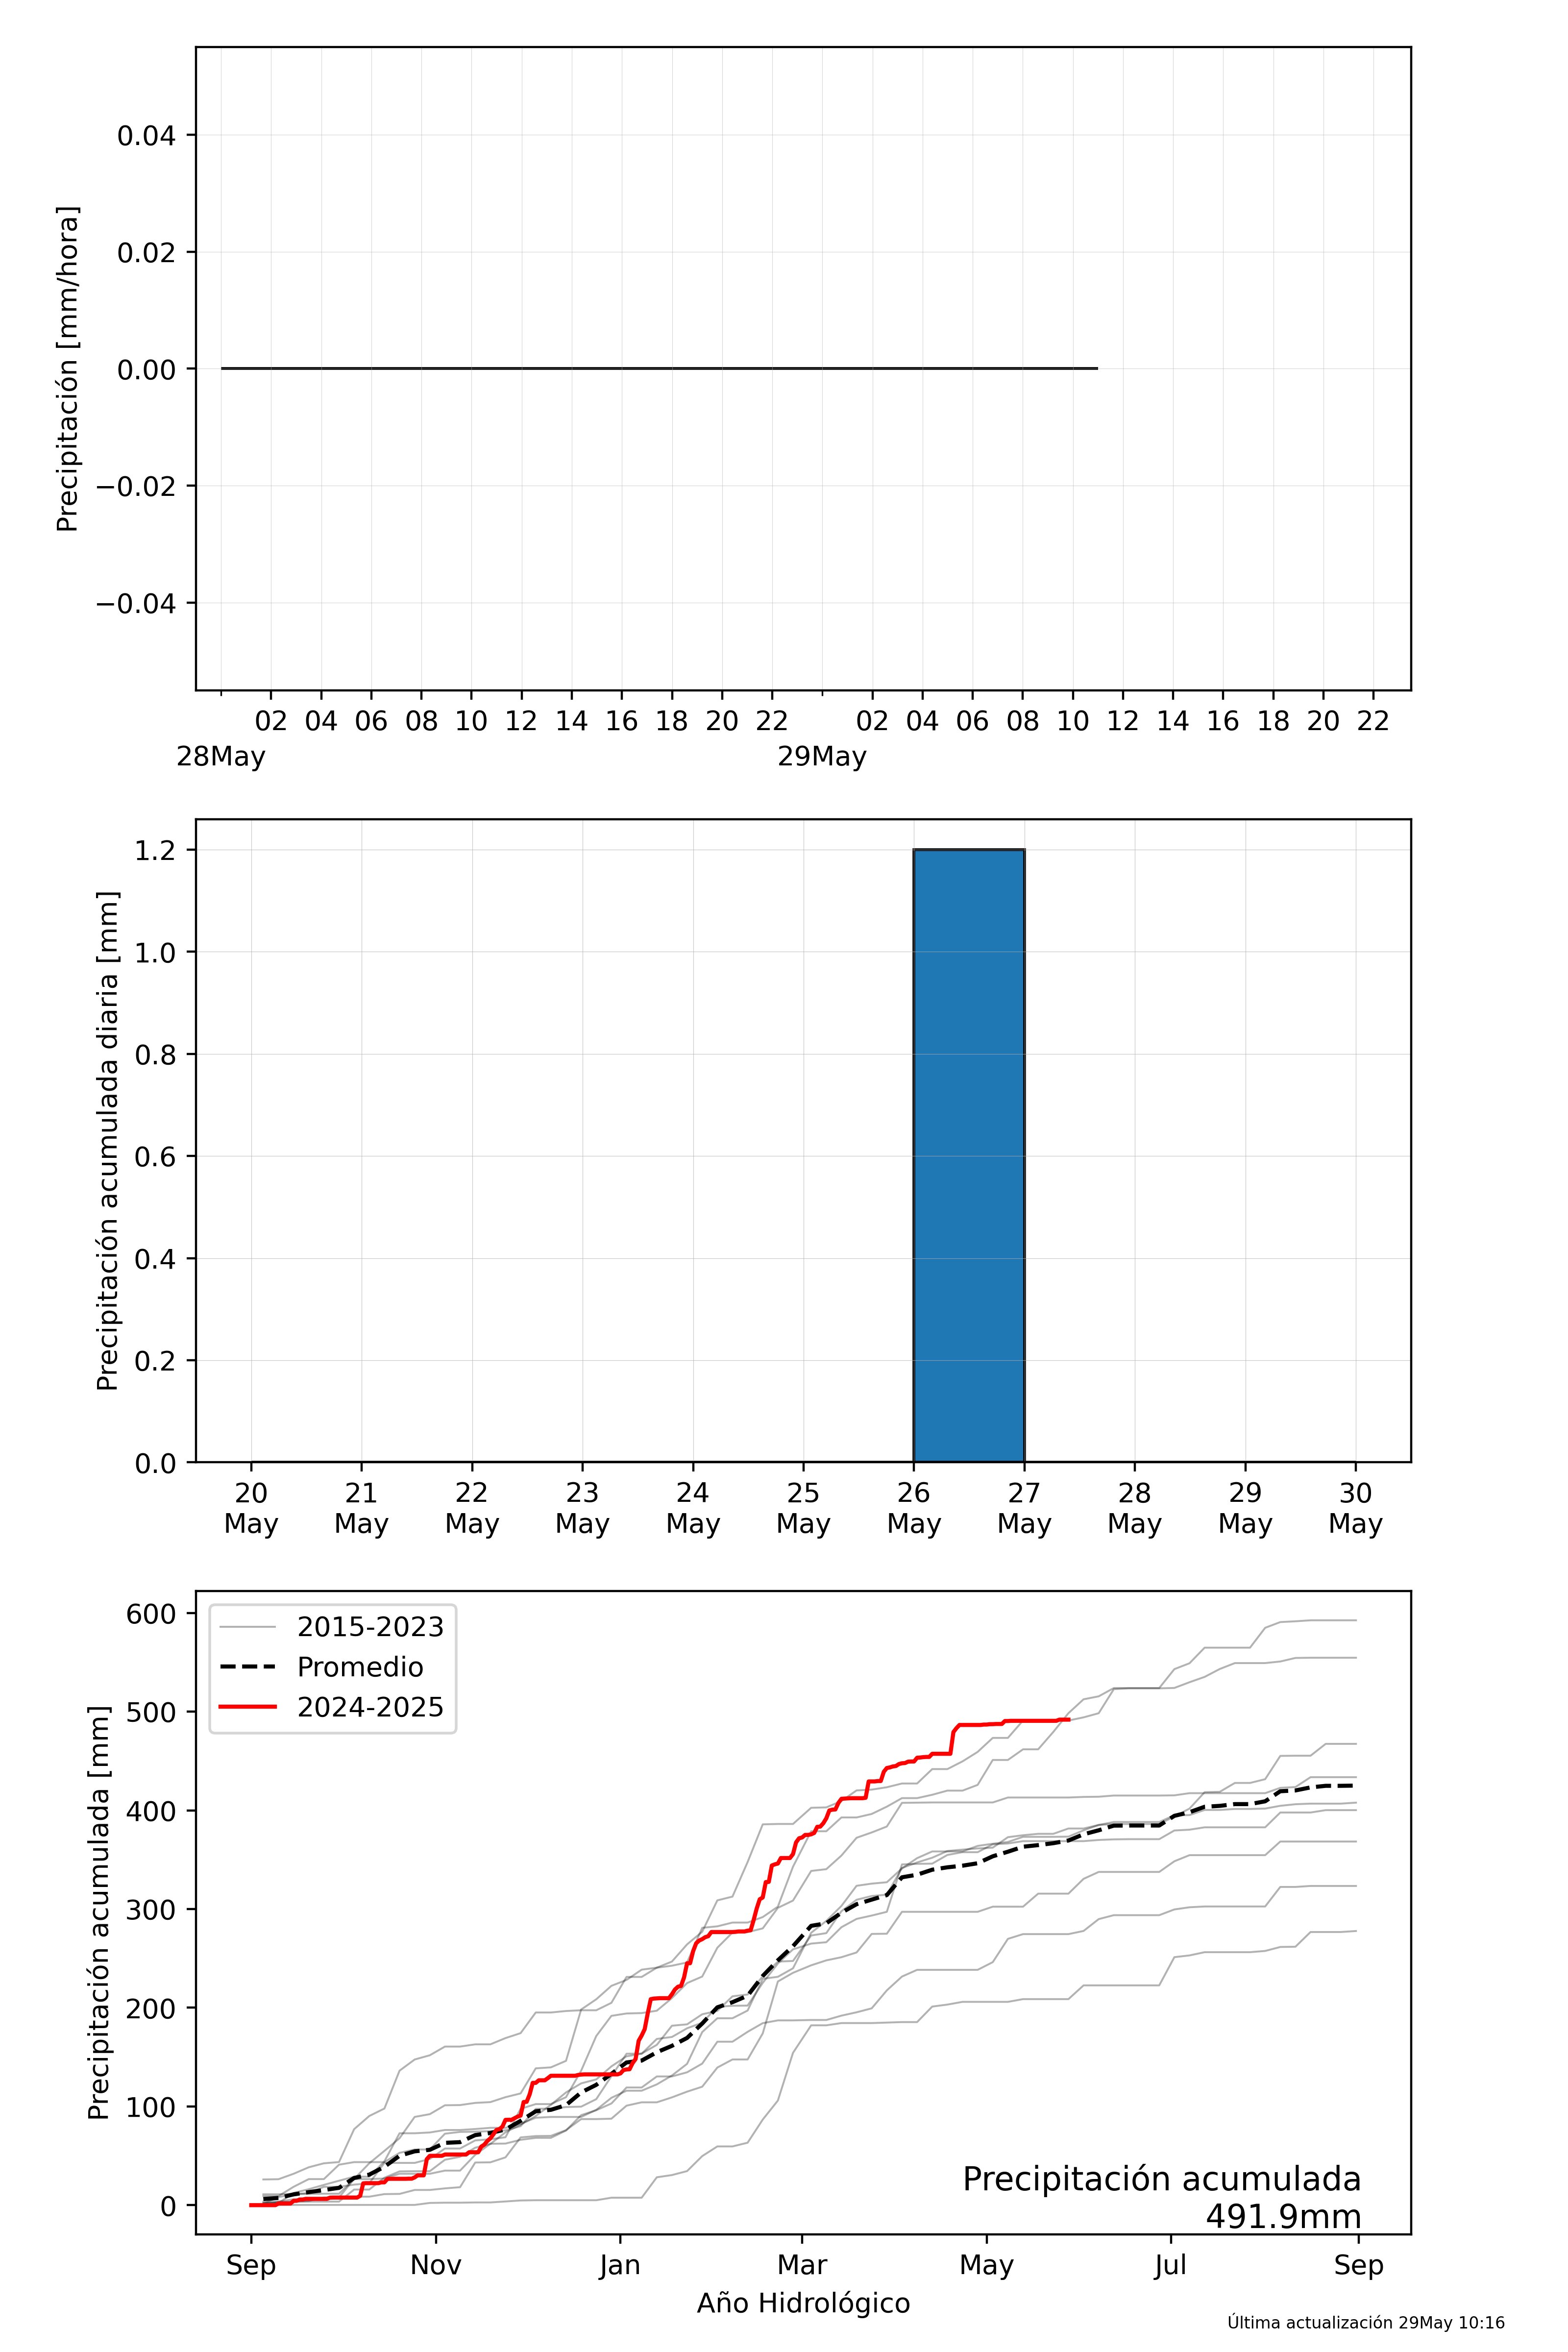 0.04
0.02
0.00
−0.02
−0.04
Precipitación [mm/hora]
02 04 06 08 10 12 14 16 18 20 22 02 04 06 08 10 12 14 16 18 20 22
28May 29May
1.2
1.0
0.8
0.6
0.4
0.2
0.0
Precipitación acumulada diaria [mm]
20 21 22 23 24 25 26 27 28 29 30
May May May May May May May May May May May
600
500
400
300
200
100
0
Precipitación acumulada [mm]
2015-2023
Promedio
2024-2025
Precipitación acumulada
491.9mm
Sep Nov Jan Mar May Jul Sep
Año Hidrológico
Última actualización 29May 10:16